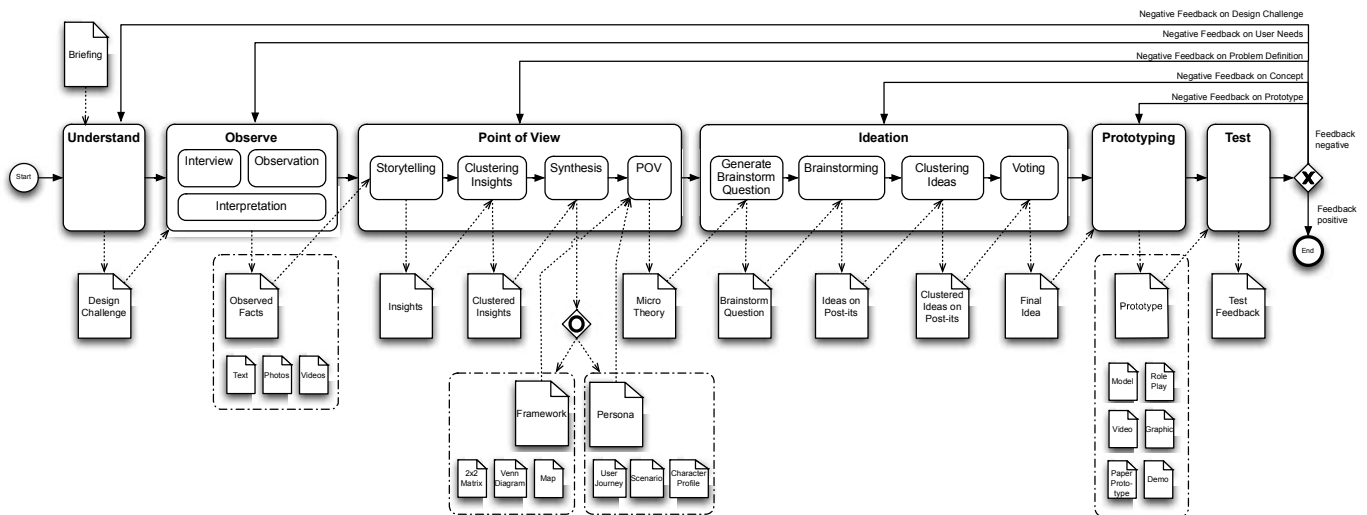 Negative Feedback on Design Challenge
Negative Feedback on User Needs
Negative Feedback on Problem Definition
Negative Feedback on Concept
Negative Feedback on Prototype
Briefing
Understand
Observe
Point of View
Ideation
Prototyping
Test
Feedback
negative
Start
Interview
Observation
Interpretation
Storytelling
Clustering
Insights
Synthesis
POV
Generate
Brainstorm
Question
Brainstorming
Clustering
Ideas
Voting
X
Feedback
positive
End
Design
Challenge
Observed
Facts
Insights
Clustered
Insights
Micro
Theory
Brainstorm
Question
Ideas on
Post-its
Clustered
Ideas on
Post-its
Final
Idea
Prototype
Test
Feedback
Text
Photos
Videos
Framework
Persona
2x2
Matrix
Venn
Diagram
Map
User
Journey
Scenario
Character
Profile
Model
Role
Play
Video
Graphic
Paper
Proto-
type
Demo